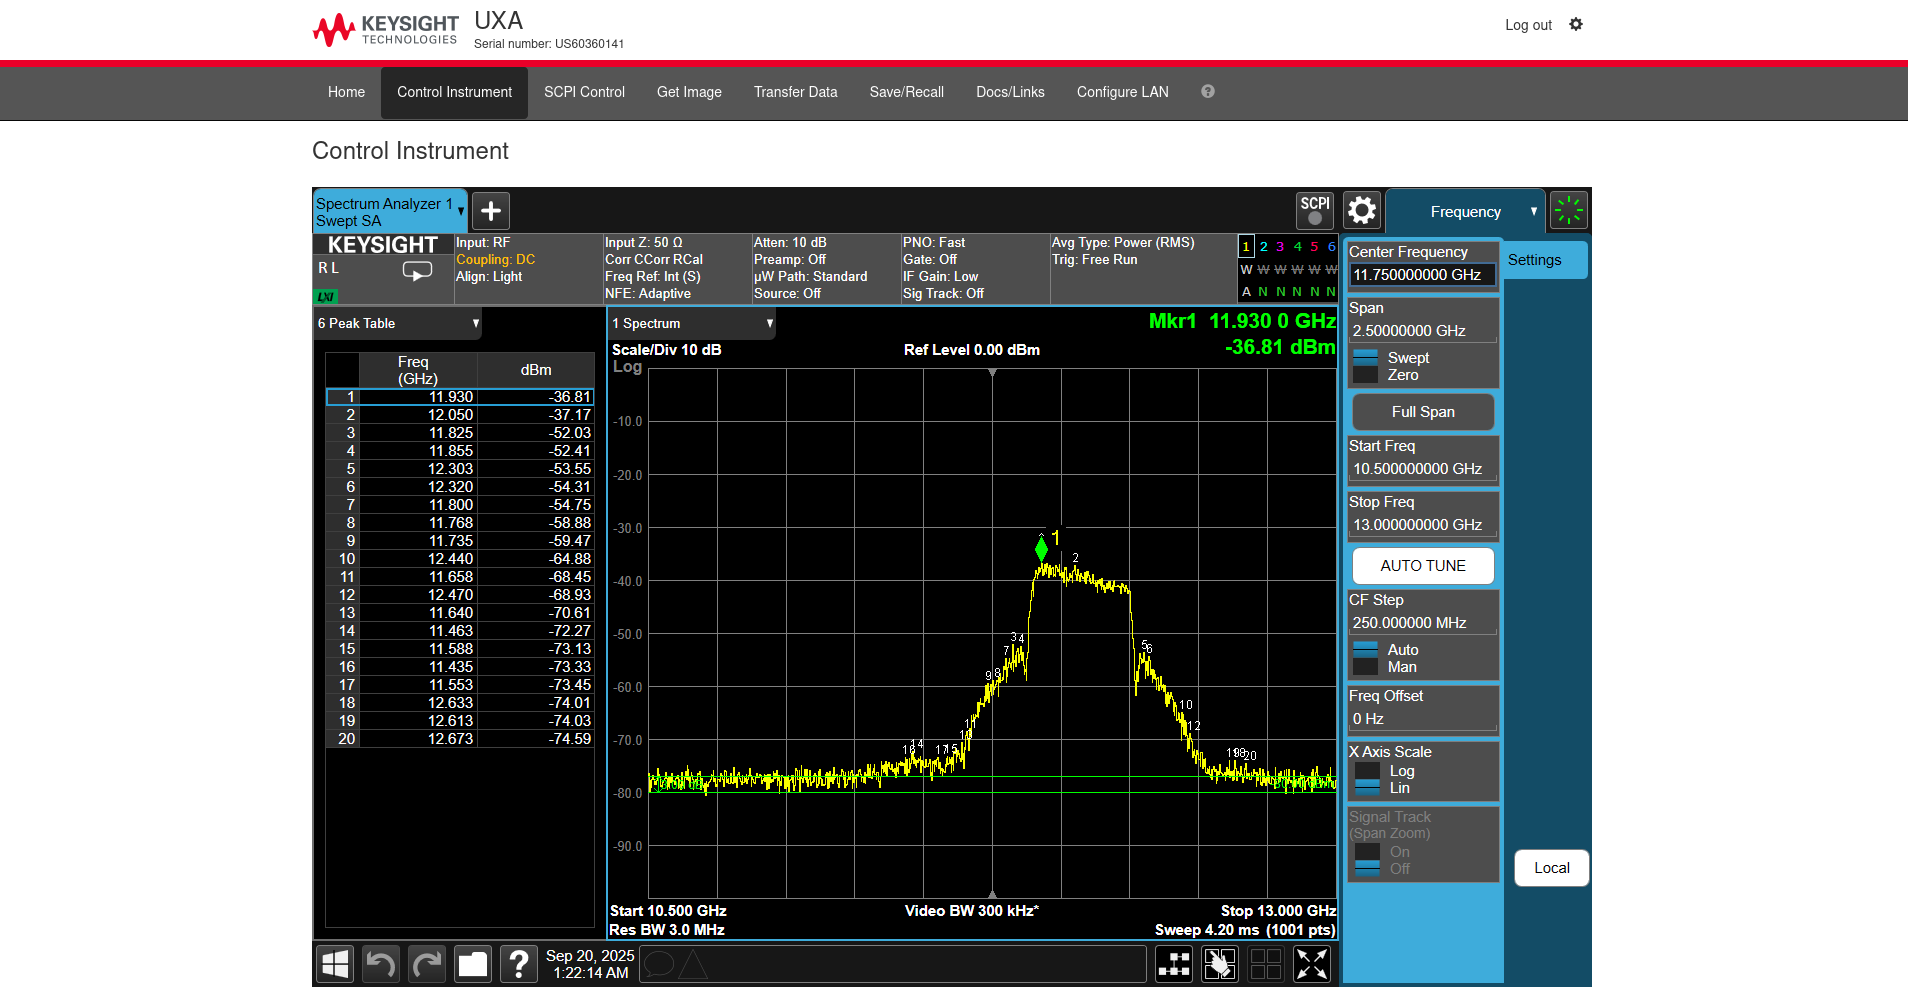 KEYSIGHT
TECHNOLOGIES
UXA
Serial number: US60360141
Log out
Home
Control Instrument
SCPI Control
Get Image
Transfer Data
Save/Recall
Docs/Links
Configure LAN
?
Control Instrument
Spectrum Analyzer 1
Swept SA
+
SCPI
Frequency
KEYSIGHT
R L
LXI
Input: RF
Coupling: DC
Align: Light
Input Z: 50 Ω
Corr CCorr RCal
Freq Ref: Int (S)
NFE: Adaptive
Atten: 10 dB
Preamp: Off
µW Path: Standard
Source: Off
PNO: Fast
Gate: Off
IF Gain: Low
Sig Track: Off
Avg Type: Power (RMS)
Trig: Free Run
1 2 3 4 5 6
W W W W W W
A N N N N N
6 Peak Table
Freq
(GHz)
dBm
1 11.930 -36.81
2 12.050 -37.17
3 11.825 -52.03
4 11.855 -52.41
5 12.303 -53.55
6 12.320 -54.31
7 11.800 -54.75
8 11.768 -58.88
9 11.735 -59.47
10 12.440 -64.88
11 11.658 -68.45
12 12.470 -68.93
13 11.640 -70.61
14 11.463 -72.27
15 11.588 -73.13
16 11.435 -73.33
17 11.553 -73.45
18 12.633 -74.01
19 12.613 -74.03
20 12.673 -74.59
1 Spectrum
Mkr1 11.930 0 GHz
-36.81 dBm
Scale/Div 10 dB
Ref Level 0.00 dBm
Log
-10.0
-20.0
-30.0
-40.0
-50.0
-60.0
-70.0
-80.0
-90.0
1
2
3 4
7
5 6
9 8
10
12
14
20
Start 10.500 GHz
Video BW 300 kHz*
Stop 13.000 GHz
Res BW 3.0 MHz
Sweep 4.20 ms (1001 pts)
Center Frequency
11.750000000 GHz
Settings
Span
2.50000000 GHz
Swept
Zero
Full Span
Start Freq
10.500000000 GHz
Stop Freq
13.000000000 GHz
AUTO TUNE
CF Step
250.000000 MHz
Auto
Man
Freq Offset
0 Hz
X Axis Scale
Log
Lin
Signal Track
(Span Zoom)
On
Off
Local
?
Sep 20, 2025
1:22:14 AM